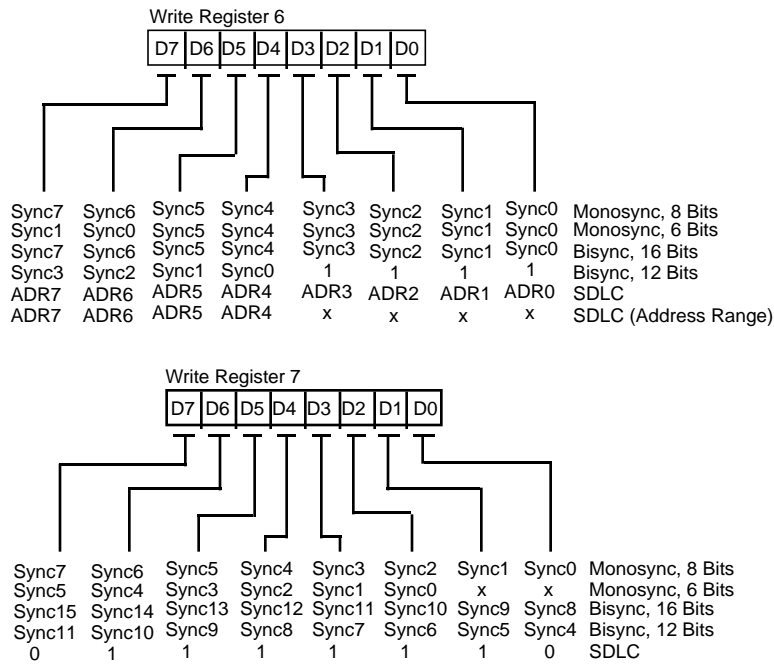 Write Register 6
D7 D6 D5 D4 D3 D2 D1 D0
Sync7 Sync6 Sync5 Sync4 Sync3 Sync2 Sync1 Sync0 Monosync, 8 Bits
Sync1 Sync0 Sync5 Sync4 Sync3 Sync2 Sync1 Sync0 Monosync, 6 Bits
Sync7 Sync6 Sync5 Sync4 Sync3 Sync2 Sync1 Sync0 Bisync, 16 Bits
Sync3 Sync2 Sync1 Sync0 1 1 1 1 Bisync, 12 Bits
ADR7 ADR6 ADR5 ADR4 ADR3 ADR2 ADR1 ADR0 SDLC
ADR7 ADR6 ADR5 ADR4 x x x x SDLC (Address Range)
Write Register 7
D7 D6 D5 D4 D3 D2 D1 D0
Sync7 Sync6 Sync5 Sync4 Sync3 Sync2 Sync1 Sync0 Monosync, 8 Bits
Sync5 Sync4 Sync3 Sync2 Sync1 Sync0 x x Monosync, 6 Bits
Sync15 Sync14 Sync13 Sync12 Sync11 Sync10 Sync9 Sync8 Bisync, 16 Bits
Sync11 Sync10 Sync9 Sync8 Sync7 Sync6 Sync5 Sync4 Bisync, 12 Bits
0 1 1 1 1 1 1 0 SDLC